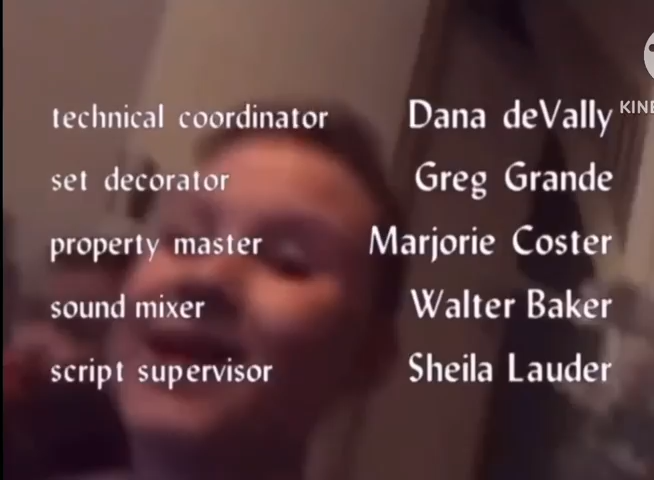 technical coordinator Dana deVally
set decorator Greg Grande
property master Marjorie Coster
sound mixer Walter Baker
script supervisor Sheila Lauder
KINE